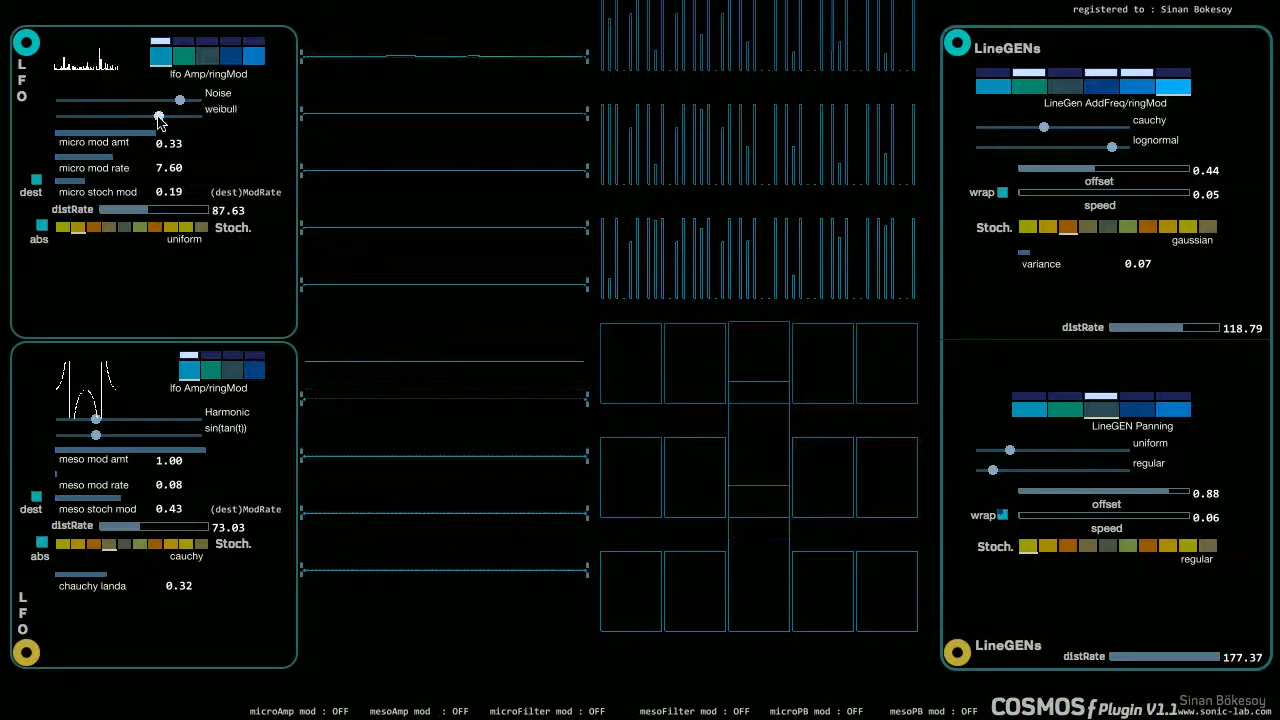 registered to : Sinan Bokesoy
L
F
O
lfo Amp/ringMod
Noise
weibull
micro mod amt 0.33
micro mod rate 7.60
dest micro stoch mod 0.19 (dest)ModRate
distRate 87.63
abs Stoch.
uniform
lfo Amp/ringMod
Harmonic
sin(tan(t))
meso mod amt 1.00
meso mod rate 0.08
dest meso stoch mod 0.43 (dest)ModRate
distRate 73.03
abs Stoch.
cauchy
chauchy landa 0.32
L
F
O
LineGENs
LineGen AddFreq/ringMod
cauchy
lognormal
0.44
offset
wrap 0.05
speed
Stoch.
gaussian
variance 0.07
distRate 118.79
LineGEN Panning
uniform
regular
0.88
offset
wrap 0.06
speed
Stoch.
regular
LineGENs
distRate 177.37
microAmp mod : OFF mesoAmp mod : OFF microFilter mod : OFF mesoFilter mod : OFF microPB mod : OFF mesoPB mod : OFF
COSMOSf Plugin V1.1
Sinan Bökesoy
www.sonic-lab.com